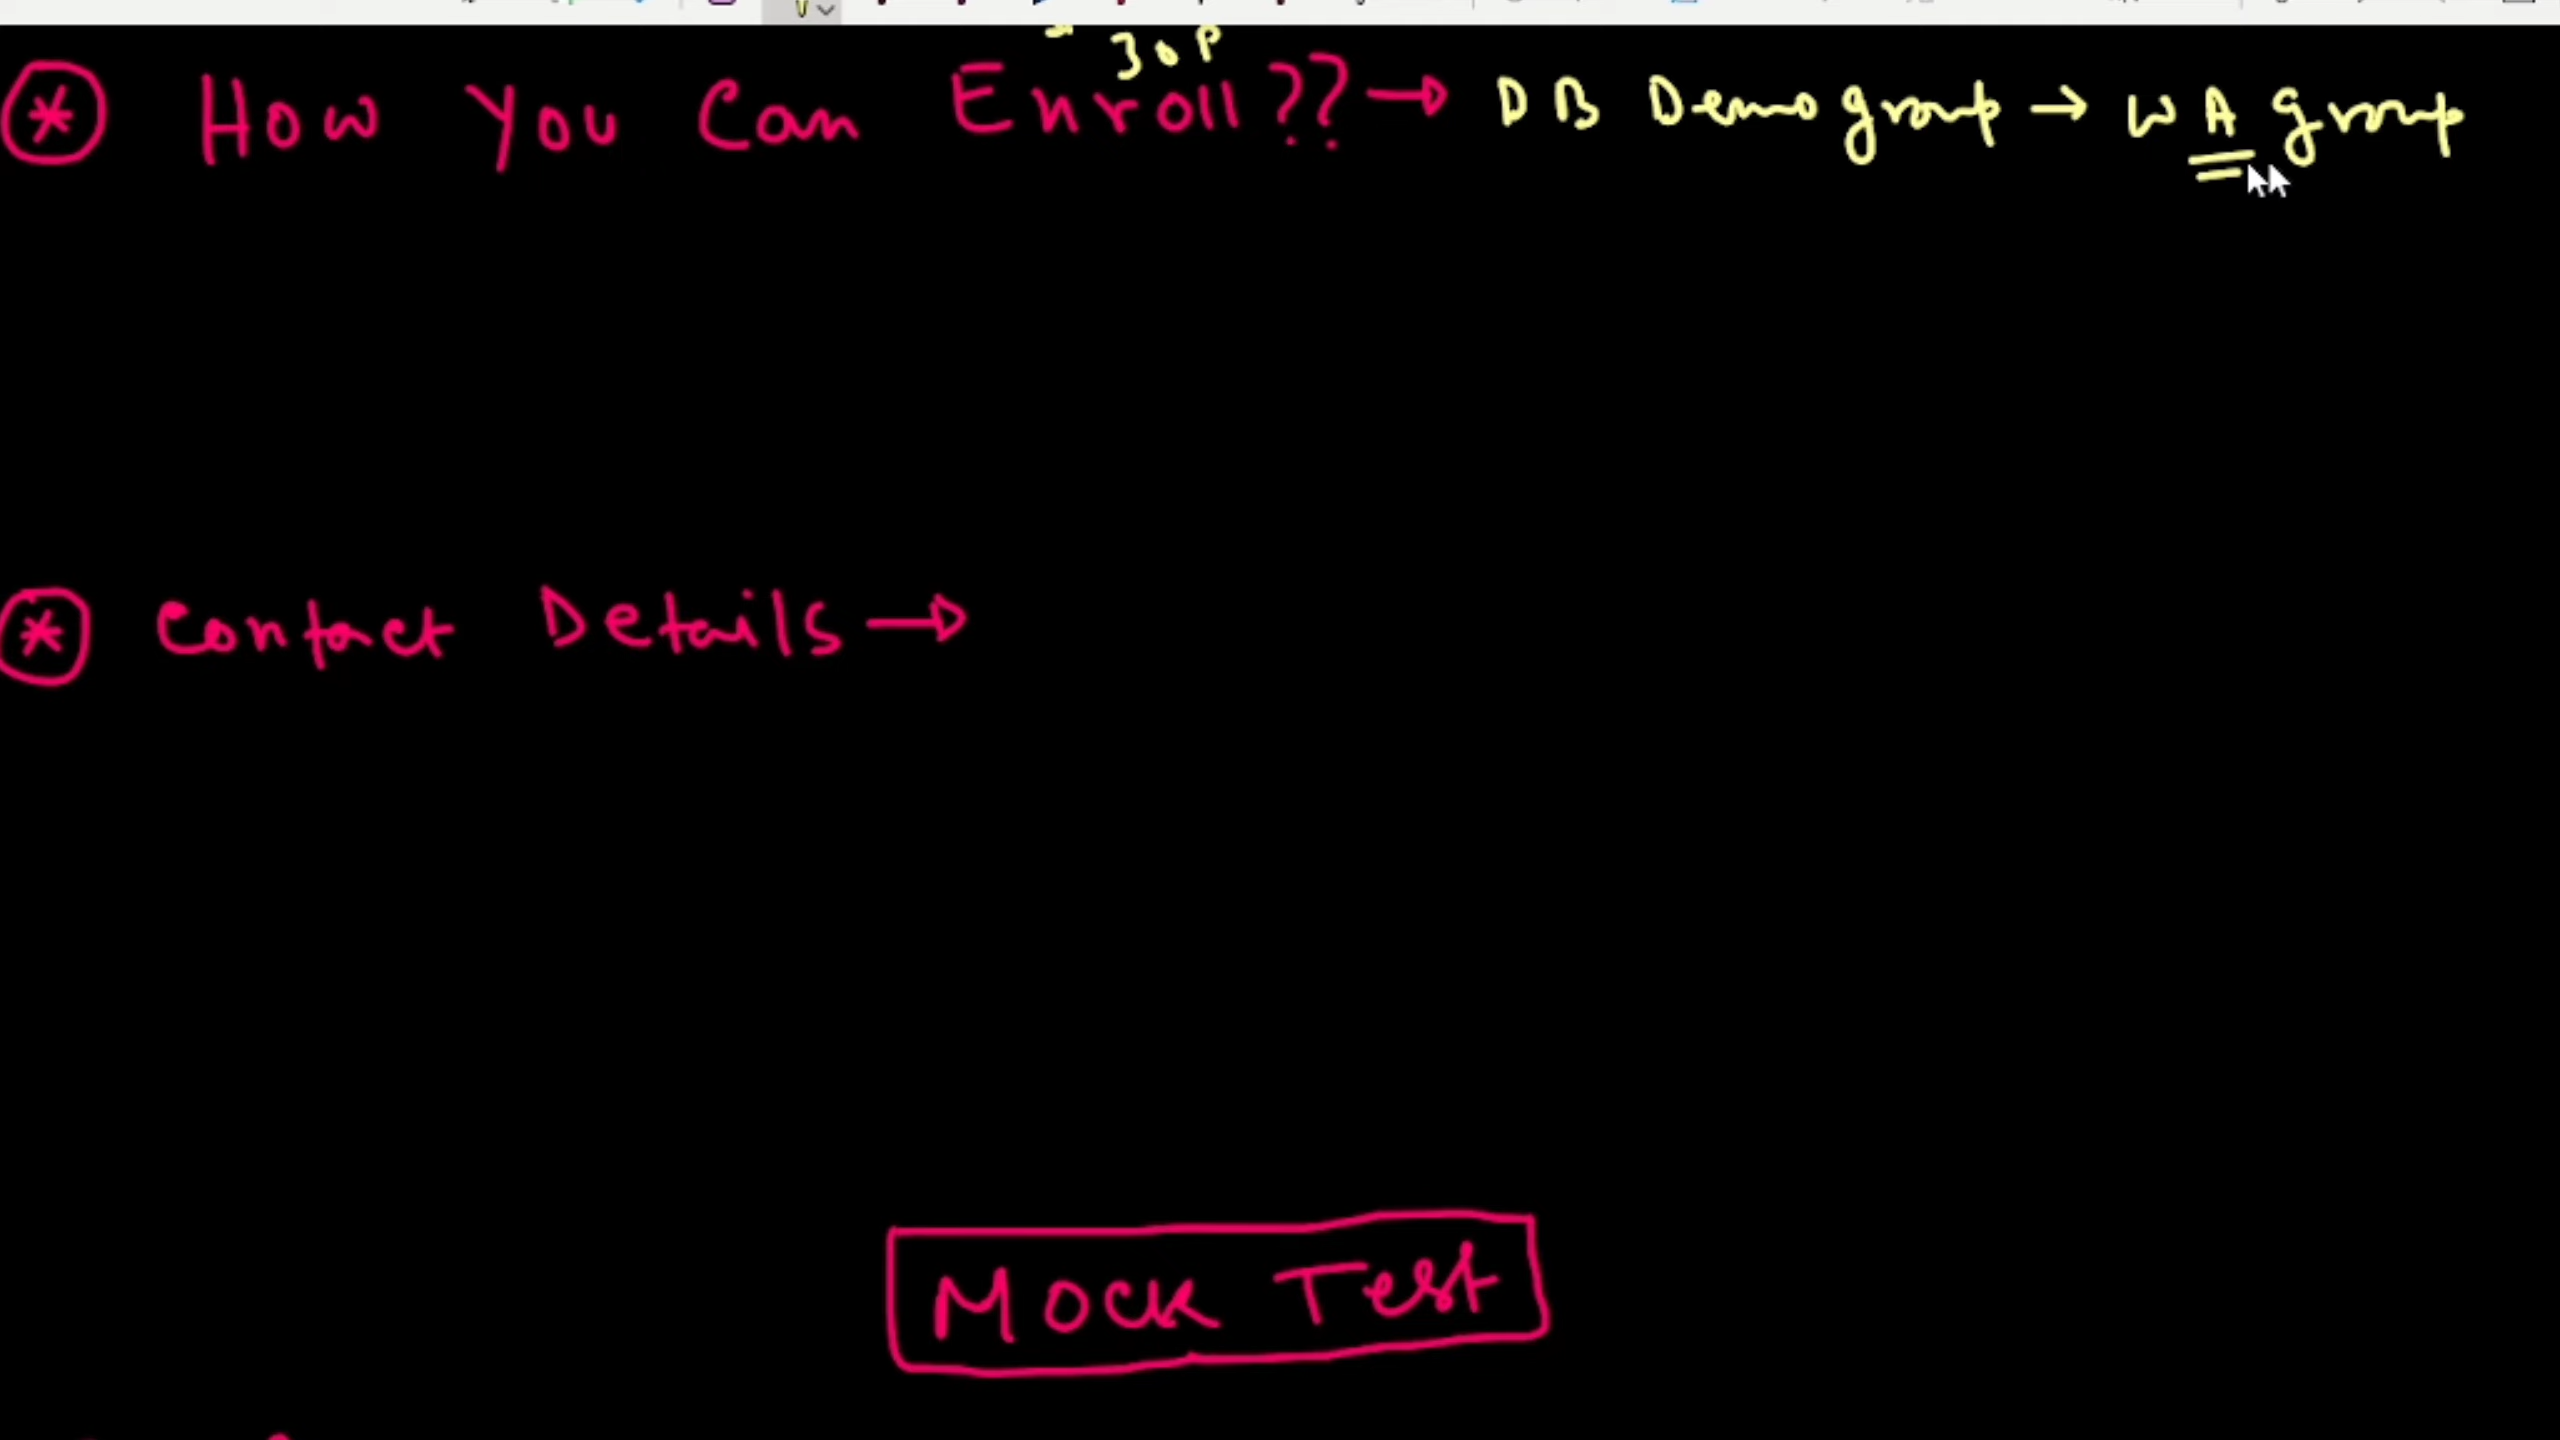 30P
* How You Can Enroll ??→ DB Demo group → WA group
* Contact Details →
Mock Test